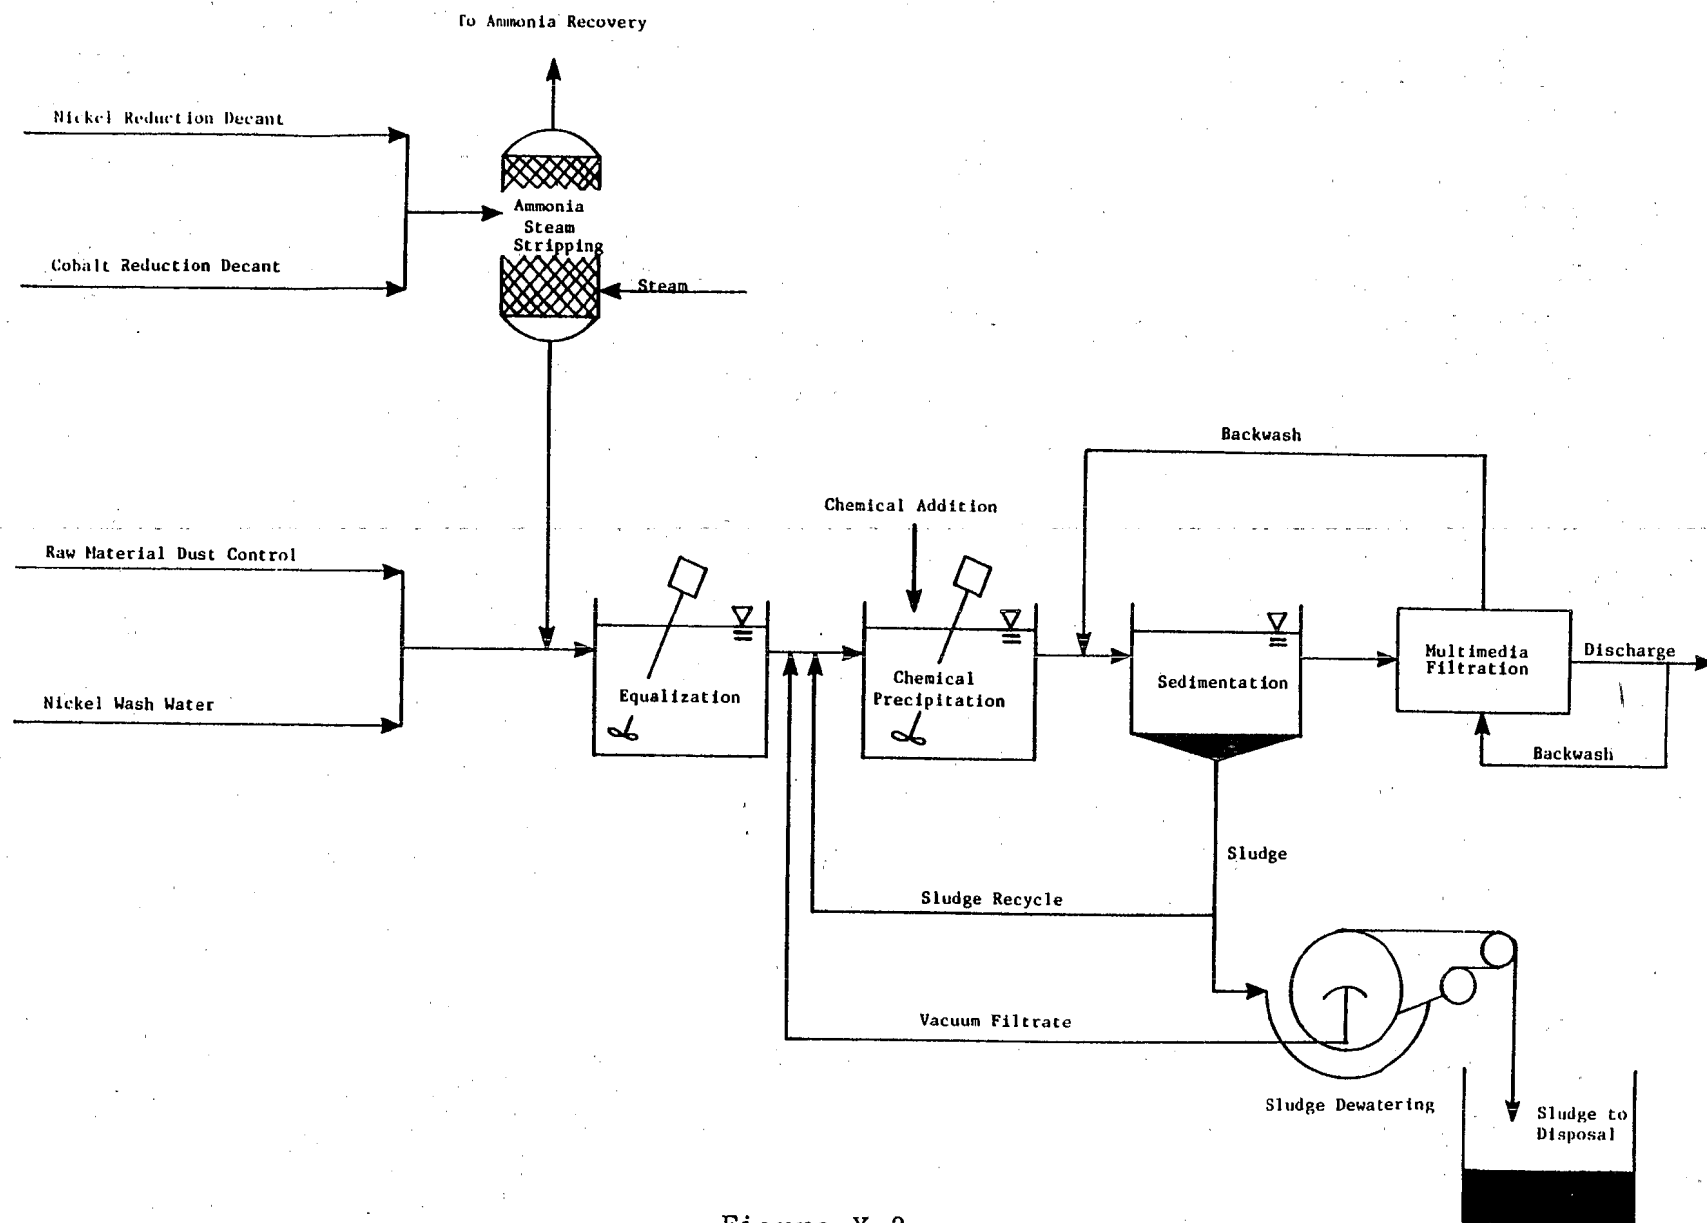 To Ammonia Recovery
Nickel Reduction Decant
Ammonia
Steam
Stripping
Cobalt Reduction Decant
Steam
Backwash
Chemical Addition
Raw Material Dust Control
Multimedia
Filtration
Discharge
Chemical
Precipitation
Sedimentation
Equalization
Nickel Wash Water
Backwash
Sludge
Sludge Recycle
Vacuum Filtrate
Sludge Dewatering
Sludge to
Disposal